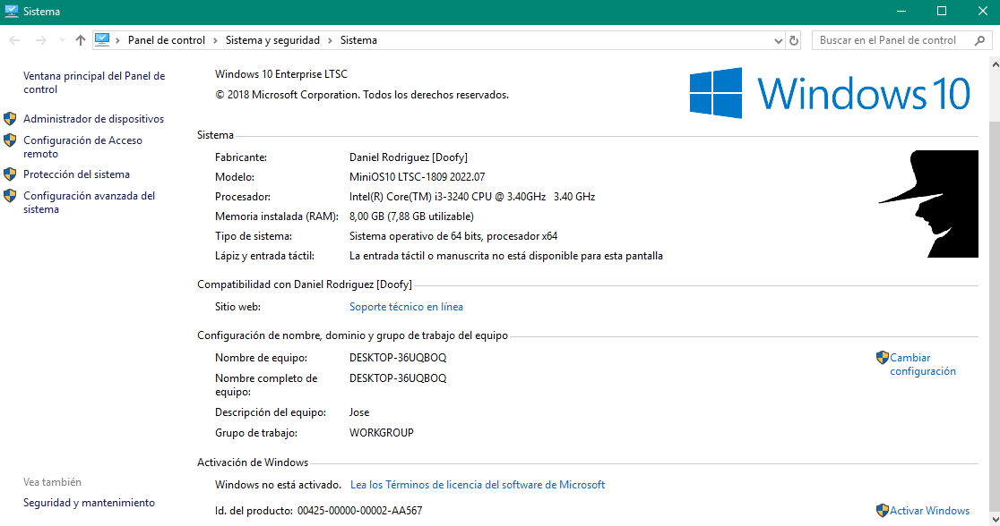 Sistema
Panel de control > Sistema y seguridad > Sistema
Buscar en el Panel de control
Ventana principal del Panel de
control
Administrador de dispositivos
Configuración de Acceso
remoto
Protección del sistema
Configuración avanzada del
sistema
Windows 10 Enterprise LTSC
© 2018 Microsoft Corporation. Todos los derechos reservados.
Windows 10
Sistema
Fabricante: Daniel Rodriguez [Doofy]
Modelo: MiniOS10 LTSC-1809 2022.07
Procesador: Intel(R) Core(TM) i3-3240 CPU @ 3.40GHz 3.40 GHz
Memoria instalada (RAM): 8,00 GB (7,88 GB utilizable)
Tipo de sistema: Sistema operativo de 64 bits, procesador x64
Lápiz y entrada táctil: La entrada táctil o manuscrita no está disponible para esta pantalla
Compatibilidad con Daniel Rodriguez [Doofy]
Sitio web: Soporte técnico en línea
Configuración de nombre, dominio y grupo de trabajo del equipo
Nombre de equipo: DESKTOP-36UQBOQ
Cambiar
configuración
Nombre completo de
equipo: DESKTOP-36UQBOQ
Descripción del equipo: Jose
Grupo de trabajo: WORKGROUP
Activación de Windows
Windows no está activado. Lea los Términos de licencia del software de Microsoft
Id. del producto: 00425-00000-00002-AA567
Activar Windows
Vea también
Seguridad y mantenimiento